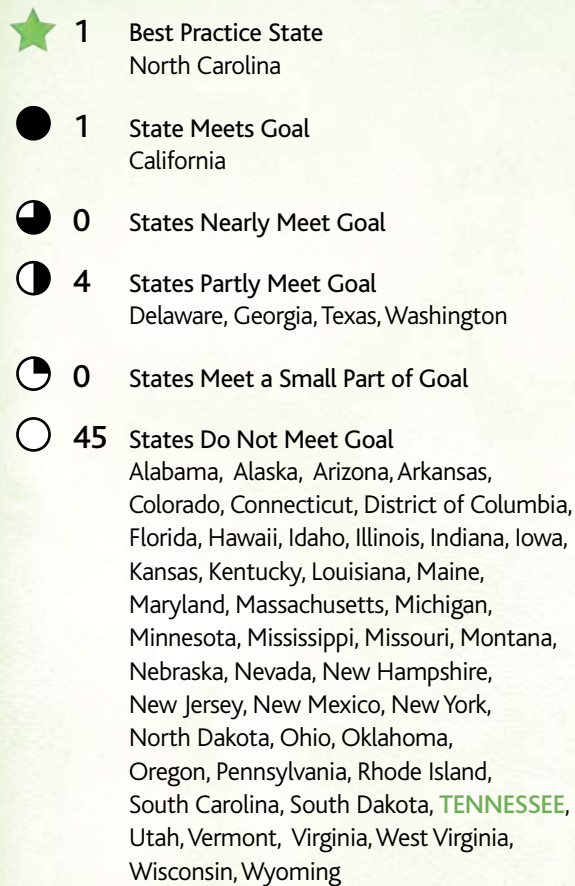 1 Best Practice State
North Carolina
1 State Meets Goal
California
0 States Nearly Meet Goal
4 States Partly Meet Goal
Delaware, Georgia, Texas, Washington
0 States Meet a Small Part of Goal
45 States Do Not Meet Goal
Alabama, Alaska, Arizona, Arkansas,
Colorado, Connecticut, District of Columbia,
Florida, Hawaii, Idaho, Illinois, Indiana, Iowa,
Kansas, Kentucky, Louisiana, Maine,
Maryland, Massachusetts, Michigan,
Minnesota, Mississippi, Missouri, Montana,
Nebraska, Nevada, New Hampshire,
New Jersey, New Mexico, New York,
North Dakota, Ohio, Oklahoma,
Oregon, Pennsylvania, Rhode Island,
South Carolina, South Dakota, TENNESSEE,
Utah, Vermont, Virginia, West Virginia,
Wisconsin, Wyoming